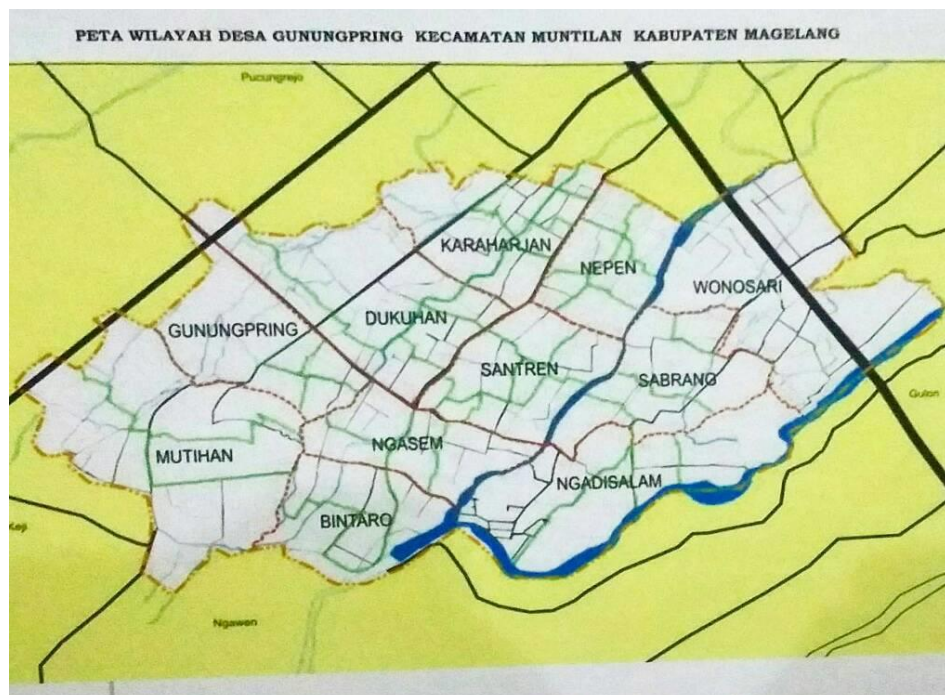 PETA WILAYAH DESA GUNUNGPRING KECAMATAN MUNTILAN KABUPATEN MAGELANG
Pucungrejo
KARAHARJAN
NEPEN
WONOSARI
DUKUHAN
GUNUNGPRING
SANTREN
SABRANG
Gulon
NGASEM
MUTIHAN
NGADISALAM
BINTARO
Keji
Ngawen